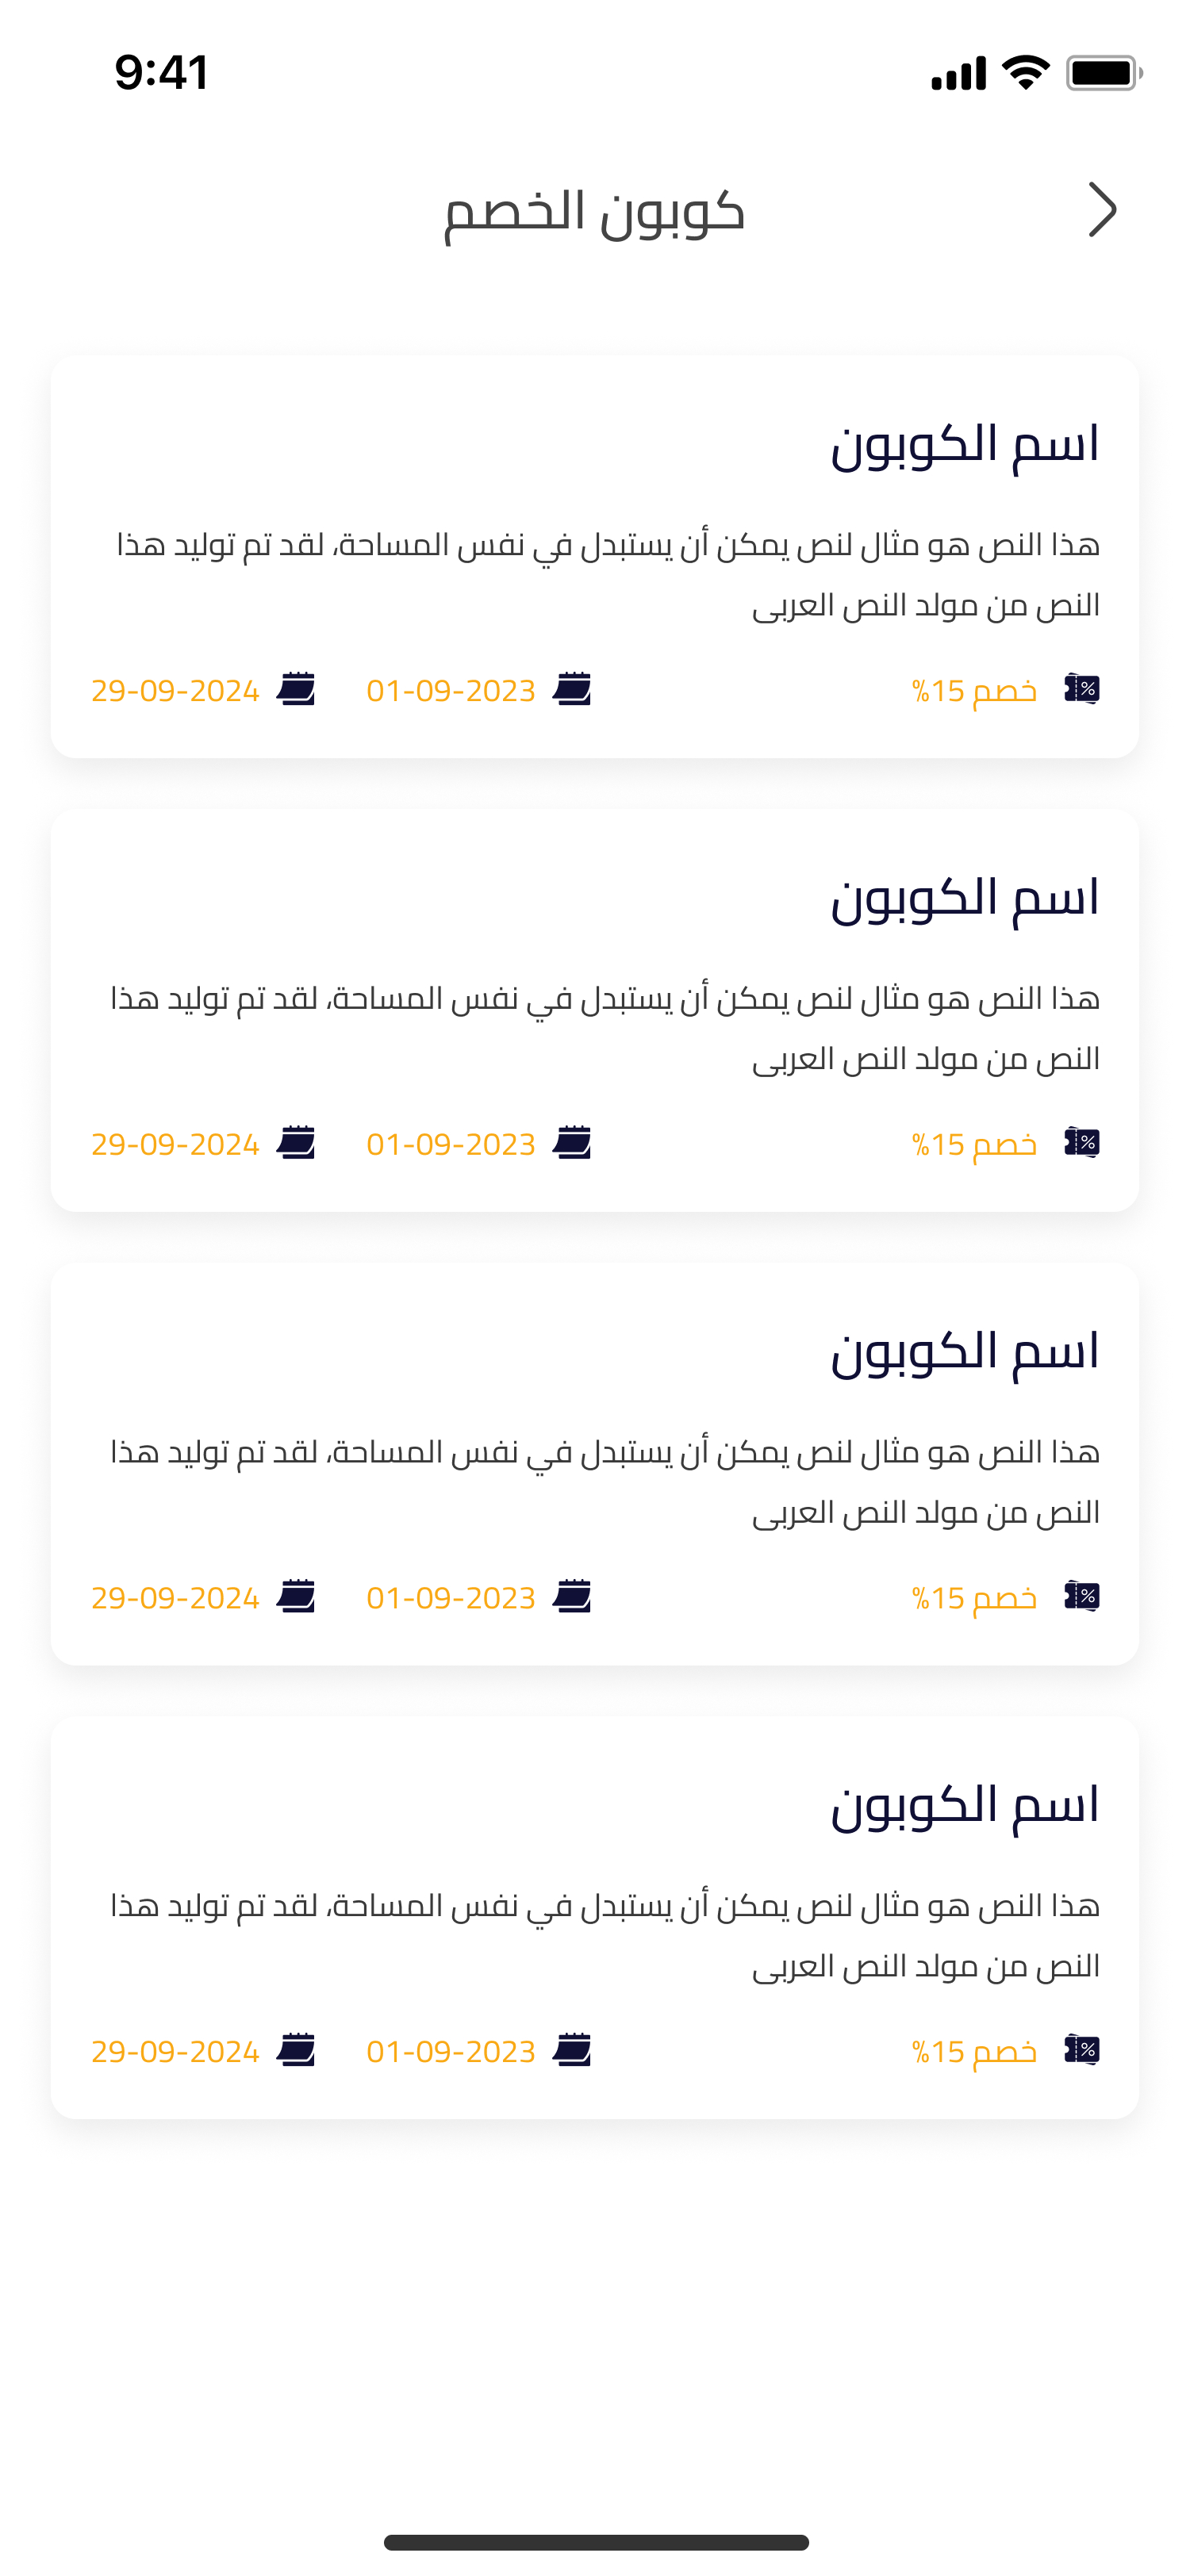 9:41
كوبون الخصم
اسم الكوبون
هذا النص هو مثال لنص يمكن أن يستبدل في نفس المساحة، لقد تم توليد هذا
النص من مولد النص العربى
خصم 15% 01-09-2023 29-09-2024
اسم الكوبون
هذا النص هو مثال لنص يمكن أن يستبدل في نفس المساحة، لقد تم توليد هذا
النص من مولد النص العربى
خصم 15% 01-09-2023 29-09-2024
اسم الكوبون
هذا النص هو مثال لنص يمكن أن يستبدل في نفس المساحة، لقد تم توليد هذا
النص من مولد النص العربى
خصم 15% 01-09-2023 29-09-2024
اسم الكوبون
هذا النص هو مثال لنص يمكن أن يستبدل في نفس المساحة، لقد تم توليد هذا
النص من مولد النص العربى
خصم 15% 01-09-2023 29-09-2024